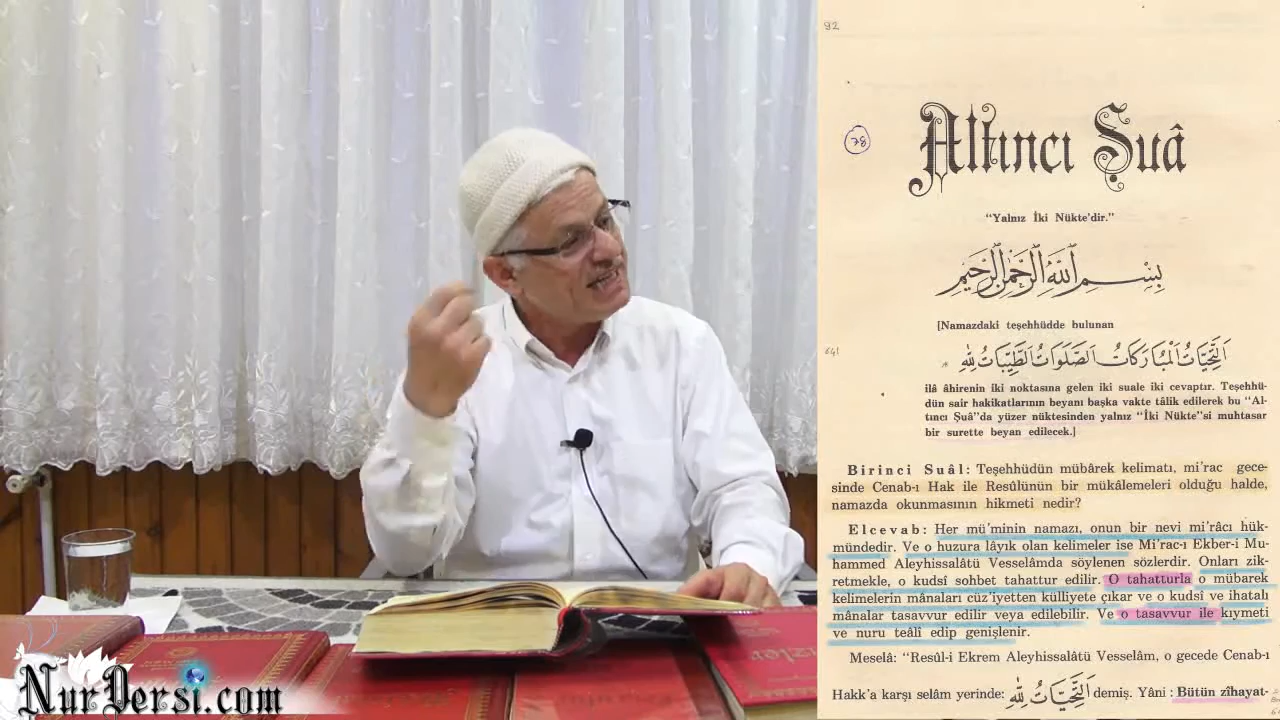 92
78
Altıncı Şuâ
"Yalnız İki Nükte'dir."
بِسْمِ اللَّهِ الرَّحْمَٰنِ الرَّحِيمِ
[Namazdaki teşehhüdde bulunan
641
اَلتَّحِيَّاتُ الْمُبَارَكَاتُ الصَّلَوَاتُ الطَّيِّبَاتُ لِلّٰهِ
ilâ âhirenin iki noktasına gelen iki suale iki cevaptır. Teşehhü-
dün sair hakikatlarının beyanı başka vakte tâlik edilerek bu "Al-
tıncı Şuâ"da yüzer nüktesinden yalnız "İki Nükte"si muhtasar
bir surette beyan edilecek.]
Birinci Suâl: Teşehhüdün mübârek kelimatı, mi'rac gece-
sinde Cenab-ı Hak ile Resûlünün bir mükâlemeleri olduğu halde,
namazda okunmasının hikmeti nedir?
Elcevab: Her mü'minin namazı, onun bir nevi mi'râcı hük-
mündedir. Ve o huzura lâyık olan kelimeler ise Mi'rac-ı Ekber-i Mu-
hammed Aleyhissalâtü Vesselâmda söylenen sözlerdir. Onları zik-
retmekle, o kudsî sohbet tahattur edilir. O tahatturla o mübarek
kelimelerin mânaları cüz'iyetten külliyete çıkar ve o kudsî ve ihatalı
mânalar tasavvur edilir veya edilebilir. Ve o tasavvur ile kıymeti
ve nuru teâli edip genişlenir.
Meselâ: "Resûl-i Ekrem Aleyhissalâtü Vesselâm, o gecede Cenab-ı
Hakk'a karşı selâm yerinde: اَلتَّحِيَّاتُ لِلّٰهِ demiş. Yâni : Bütün zîhayat-
NurDersi.com